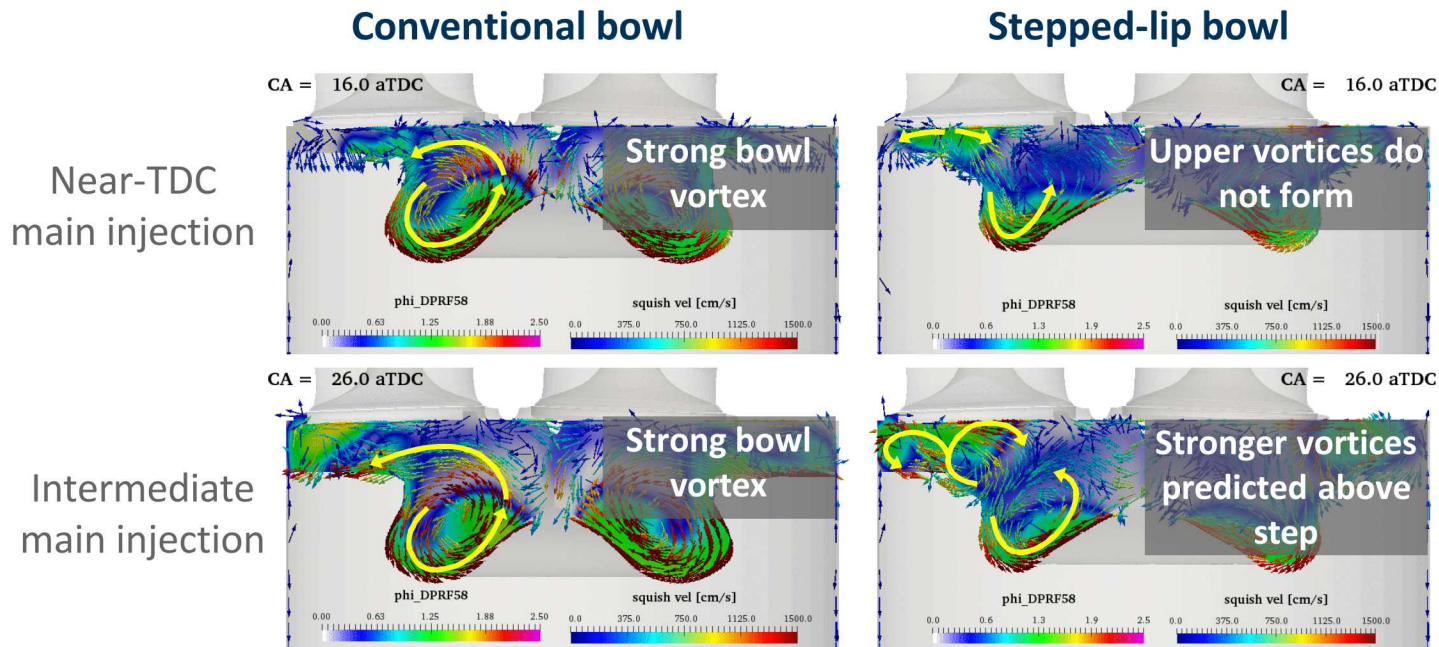 Conventional bowl
Stepped-lip bowl
Near-TDC
main injection
CA = 16.0 aTDC
Strong bowl
vortex
phi_DPRF58
squish vel [cm/s]
0.00 0.63 1.25 1.88 2.50
0.0 375.0 750.0 1125.0 1500.0
CA = 16.0 aTDC
Upper vortices do
not form
phi_DPRF58
squish vel [cm/s]
0.0 0.6 1.3 1.9 2.5
0.0 375.0 750.0 1125.0 1500.0
Intermediate
main injection
CA = 26.0 aTDC
Strong bowl
vortex
phi_DPRF58
squish vel [cm/s]
0.00 0.63 1.25 1.88 2.50
0.0 375.0 750.0 1125.0 1500.0
CA = 26.0 aTDC
Stronger vortices
predicted above
step
phi_DPRF58
squish vel [cm/s]
0.0 0.6 1.3 1.9 2.5
0.0 375.0 750.0 1125.0 1500.0